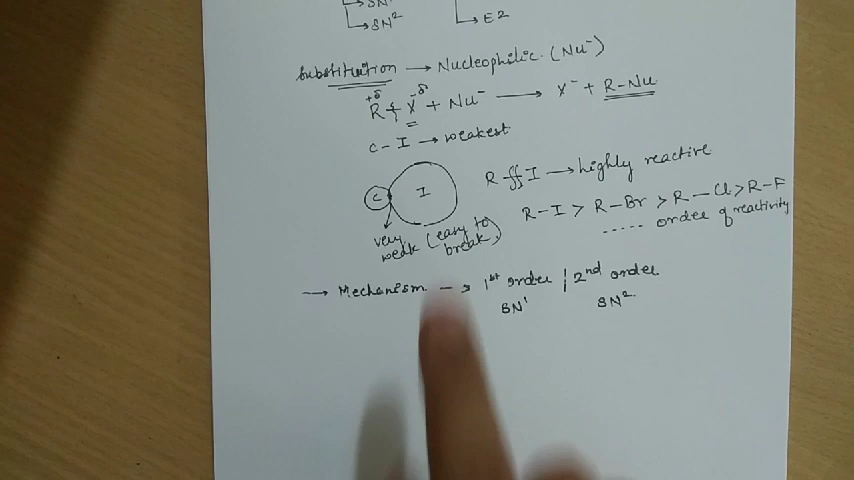 ↳ SN¹
↳ SN²
↳ E2
Substitution → Nucleophilic. (Nu⁻)
+δ -δ
R + X + Nu⁻ → X⁻ + R-Nu
C - I → weakest
C I
R I → highly reactive
R-I > R-Br > R-Cl > R-F
..... order of reactivity
very weak (easy to break)
→ Mechanism → 1st order | 2nd order
SN¹ SN²